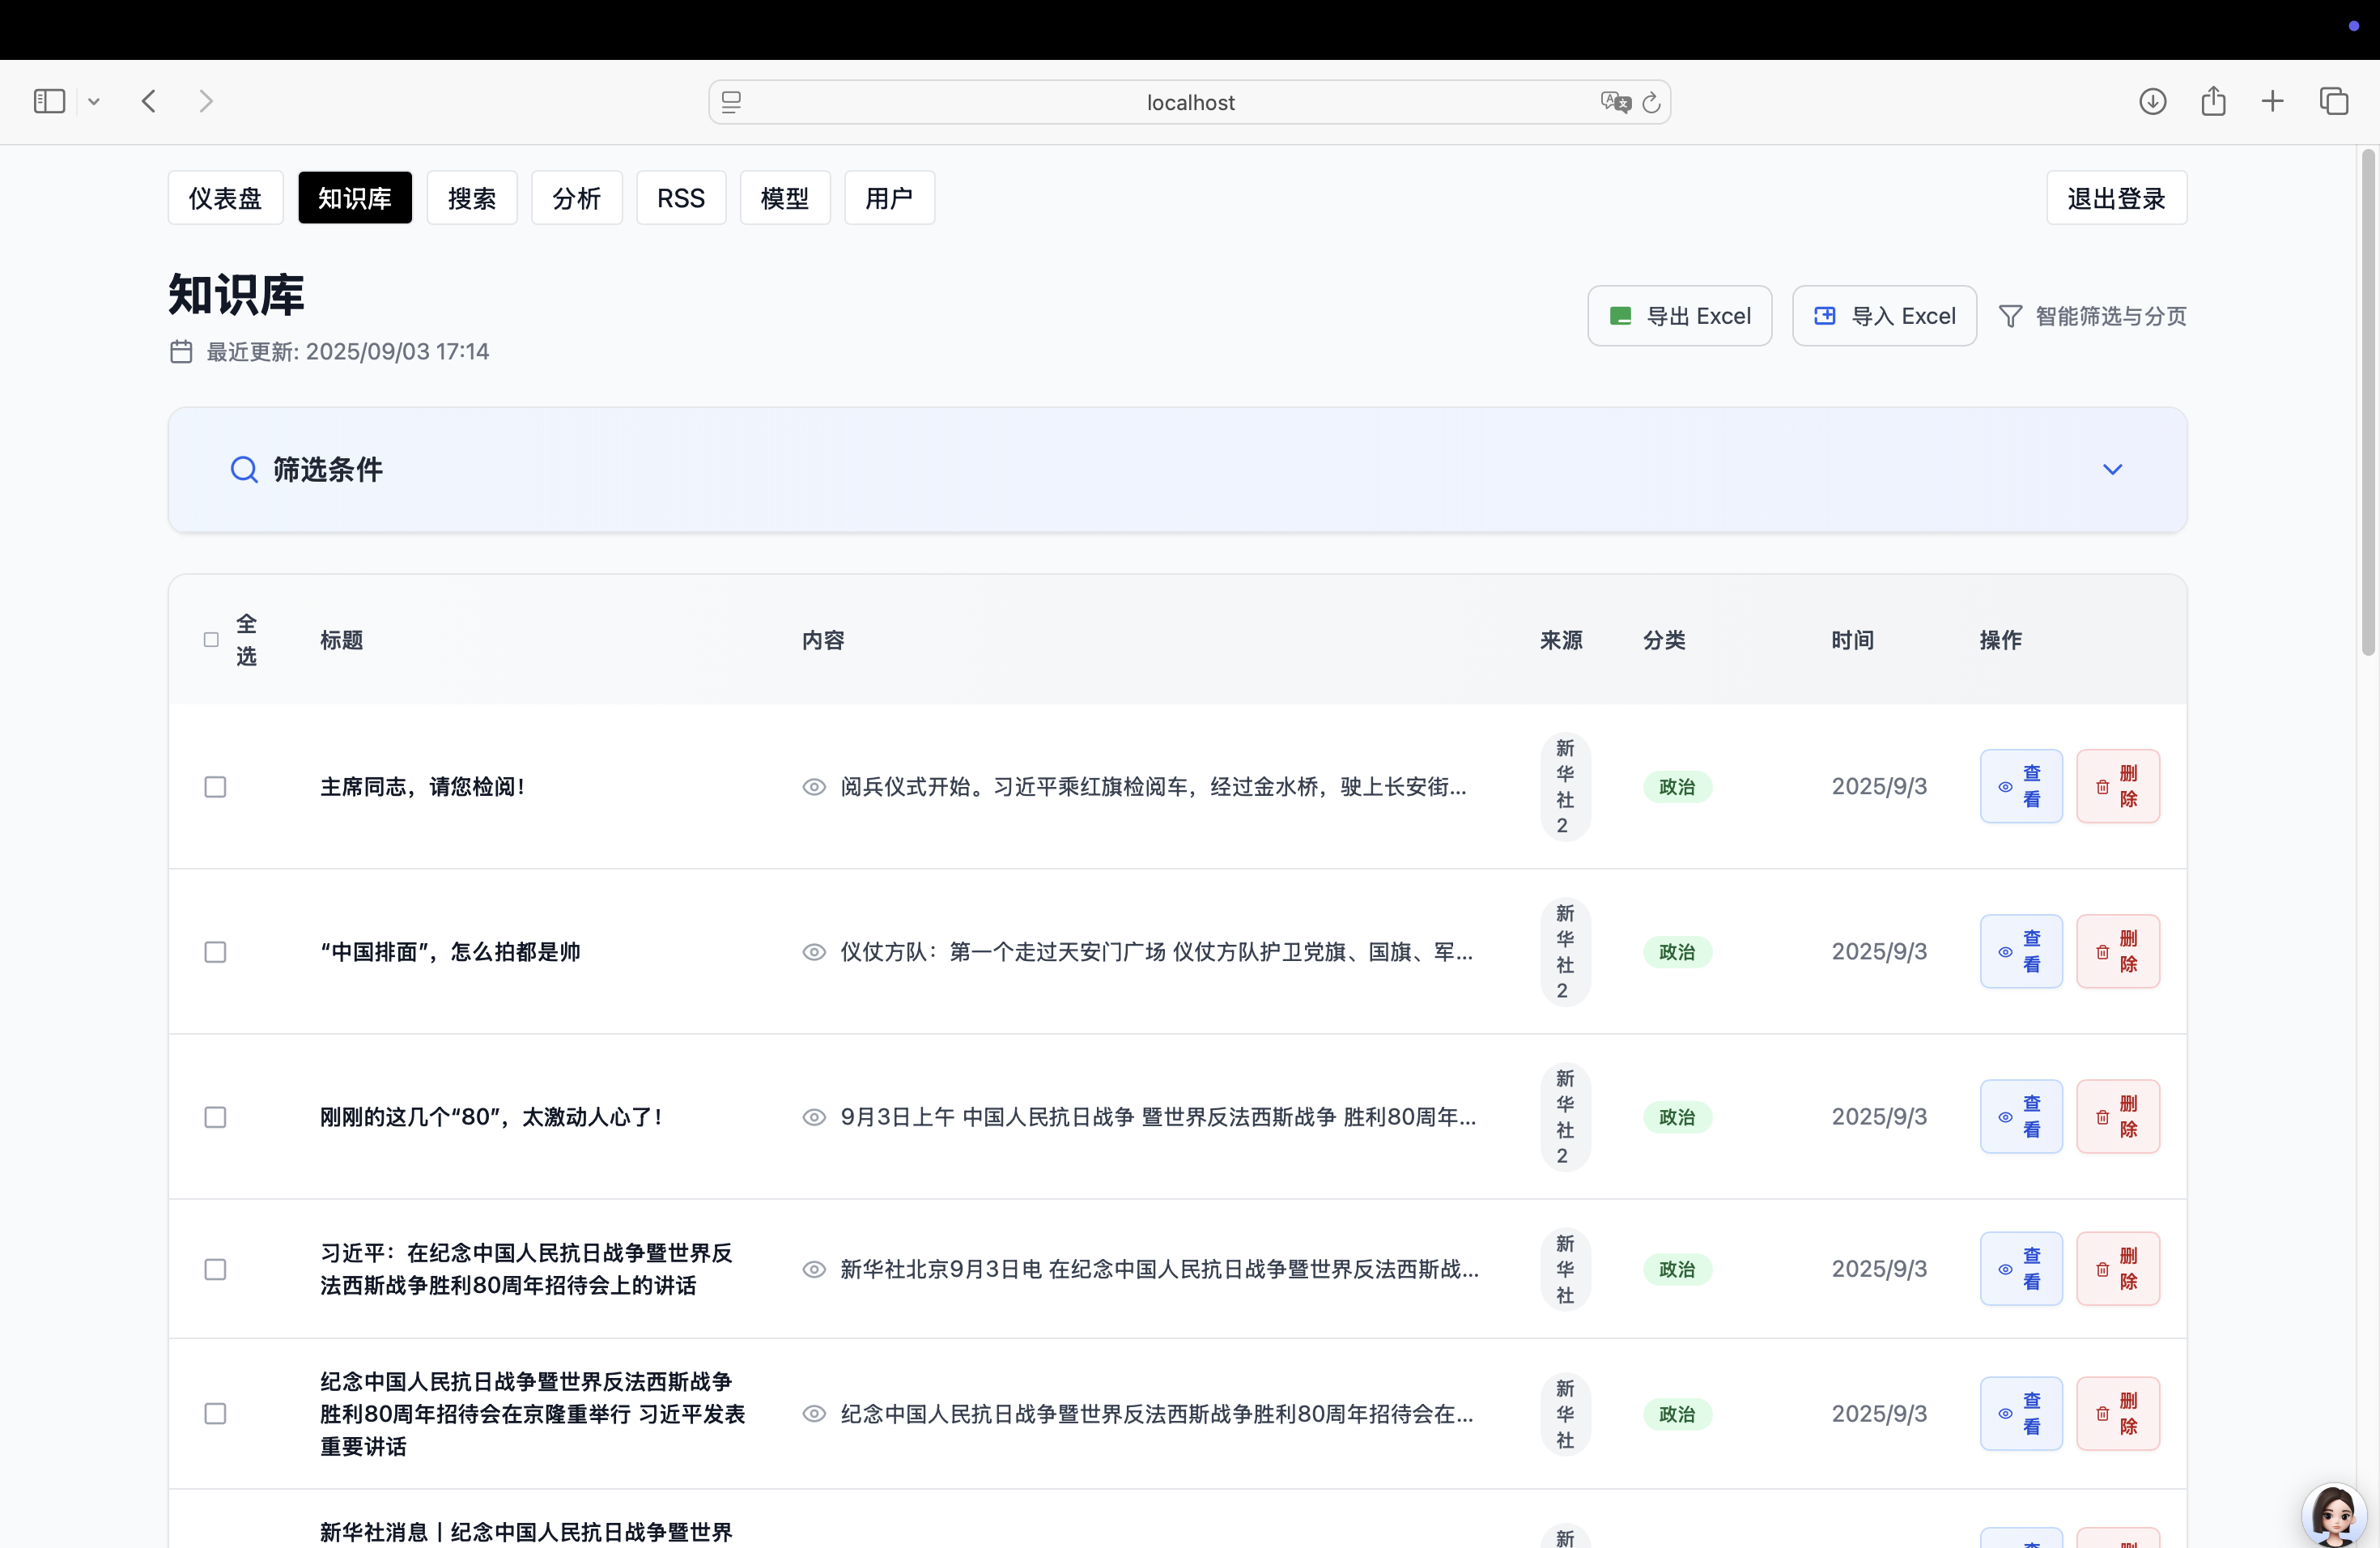 localhost
仪表盘
知识库
搜索
分析
RSS
模型
用户
退出登录
知识库
最近更新: 2025/09/03 17:14
导出 Excel
导入 Excel
智能筛选与分页
筛选条件
全
选
标题
内容
来源
分类
时间
操作
主席同志，请您检阅！
阅兵仪式开始。习近平乘红旗检阅车，经过金水桥，驶上长安街...
新
华
社
2
政治
2025/9/3
查
看
删
除
“中国排面”，怎么拍都是帅
仪仗方队：第一个走过天安门广场 仪仗方队护卫党旗、国旗、军...
新
华
社
2
政治
2025/9/3
查
看
删
除
刚刚的这几个“80”，太激动人心了！
9月3日上午 中国人民抗日战争 暨世界反法西斯战争 胜利80周年...
新
华
社
2
政治
2025/9/3
查
看
删
除
习近平：在纪念中国人民抗日战争暨世界反
法西斯战争胜利80周年招待会上的讲话
新华社北京9月3日电 在纪念中国人民抗日战争暨世界反法西斯战...
新
华
社
政治
2025/9/3
查
看
删
除
纪念中国人民抗日战争暨世界反法西斯战争
胜利80周年招待会在京隆重举行 习近平发表
重要讲话
纪念中国人民抗日战争暨世界反法西斯战争胜利80周年招待会在...
新
华
社
政治
2025/9/3
查
看
删
除
新华社消息丨纪念中国人民抗日战争暨世界
新